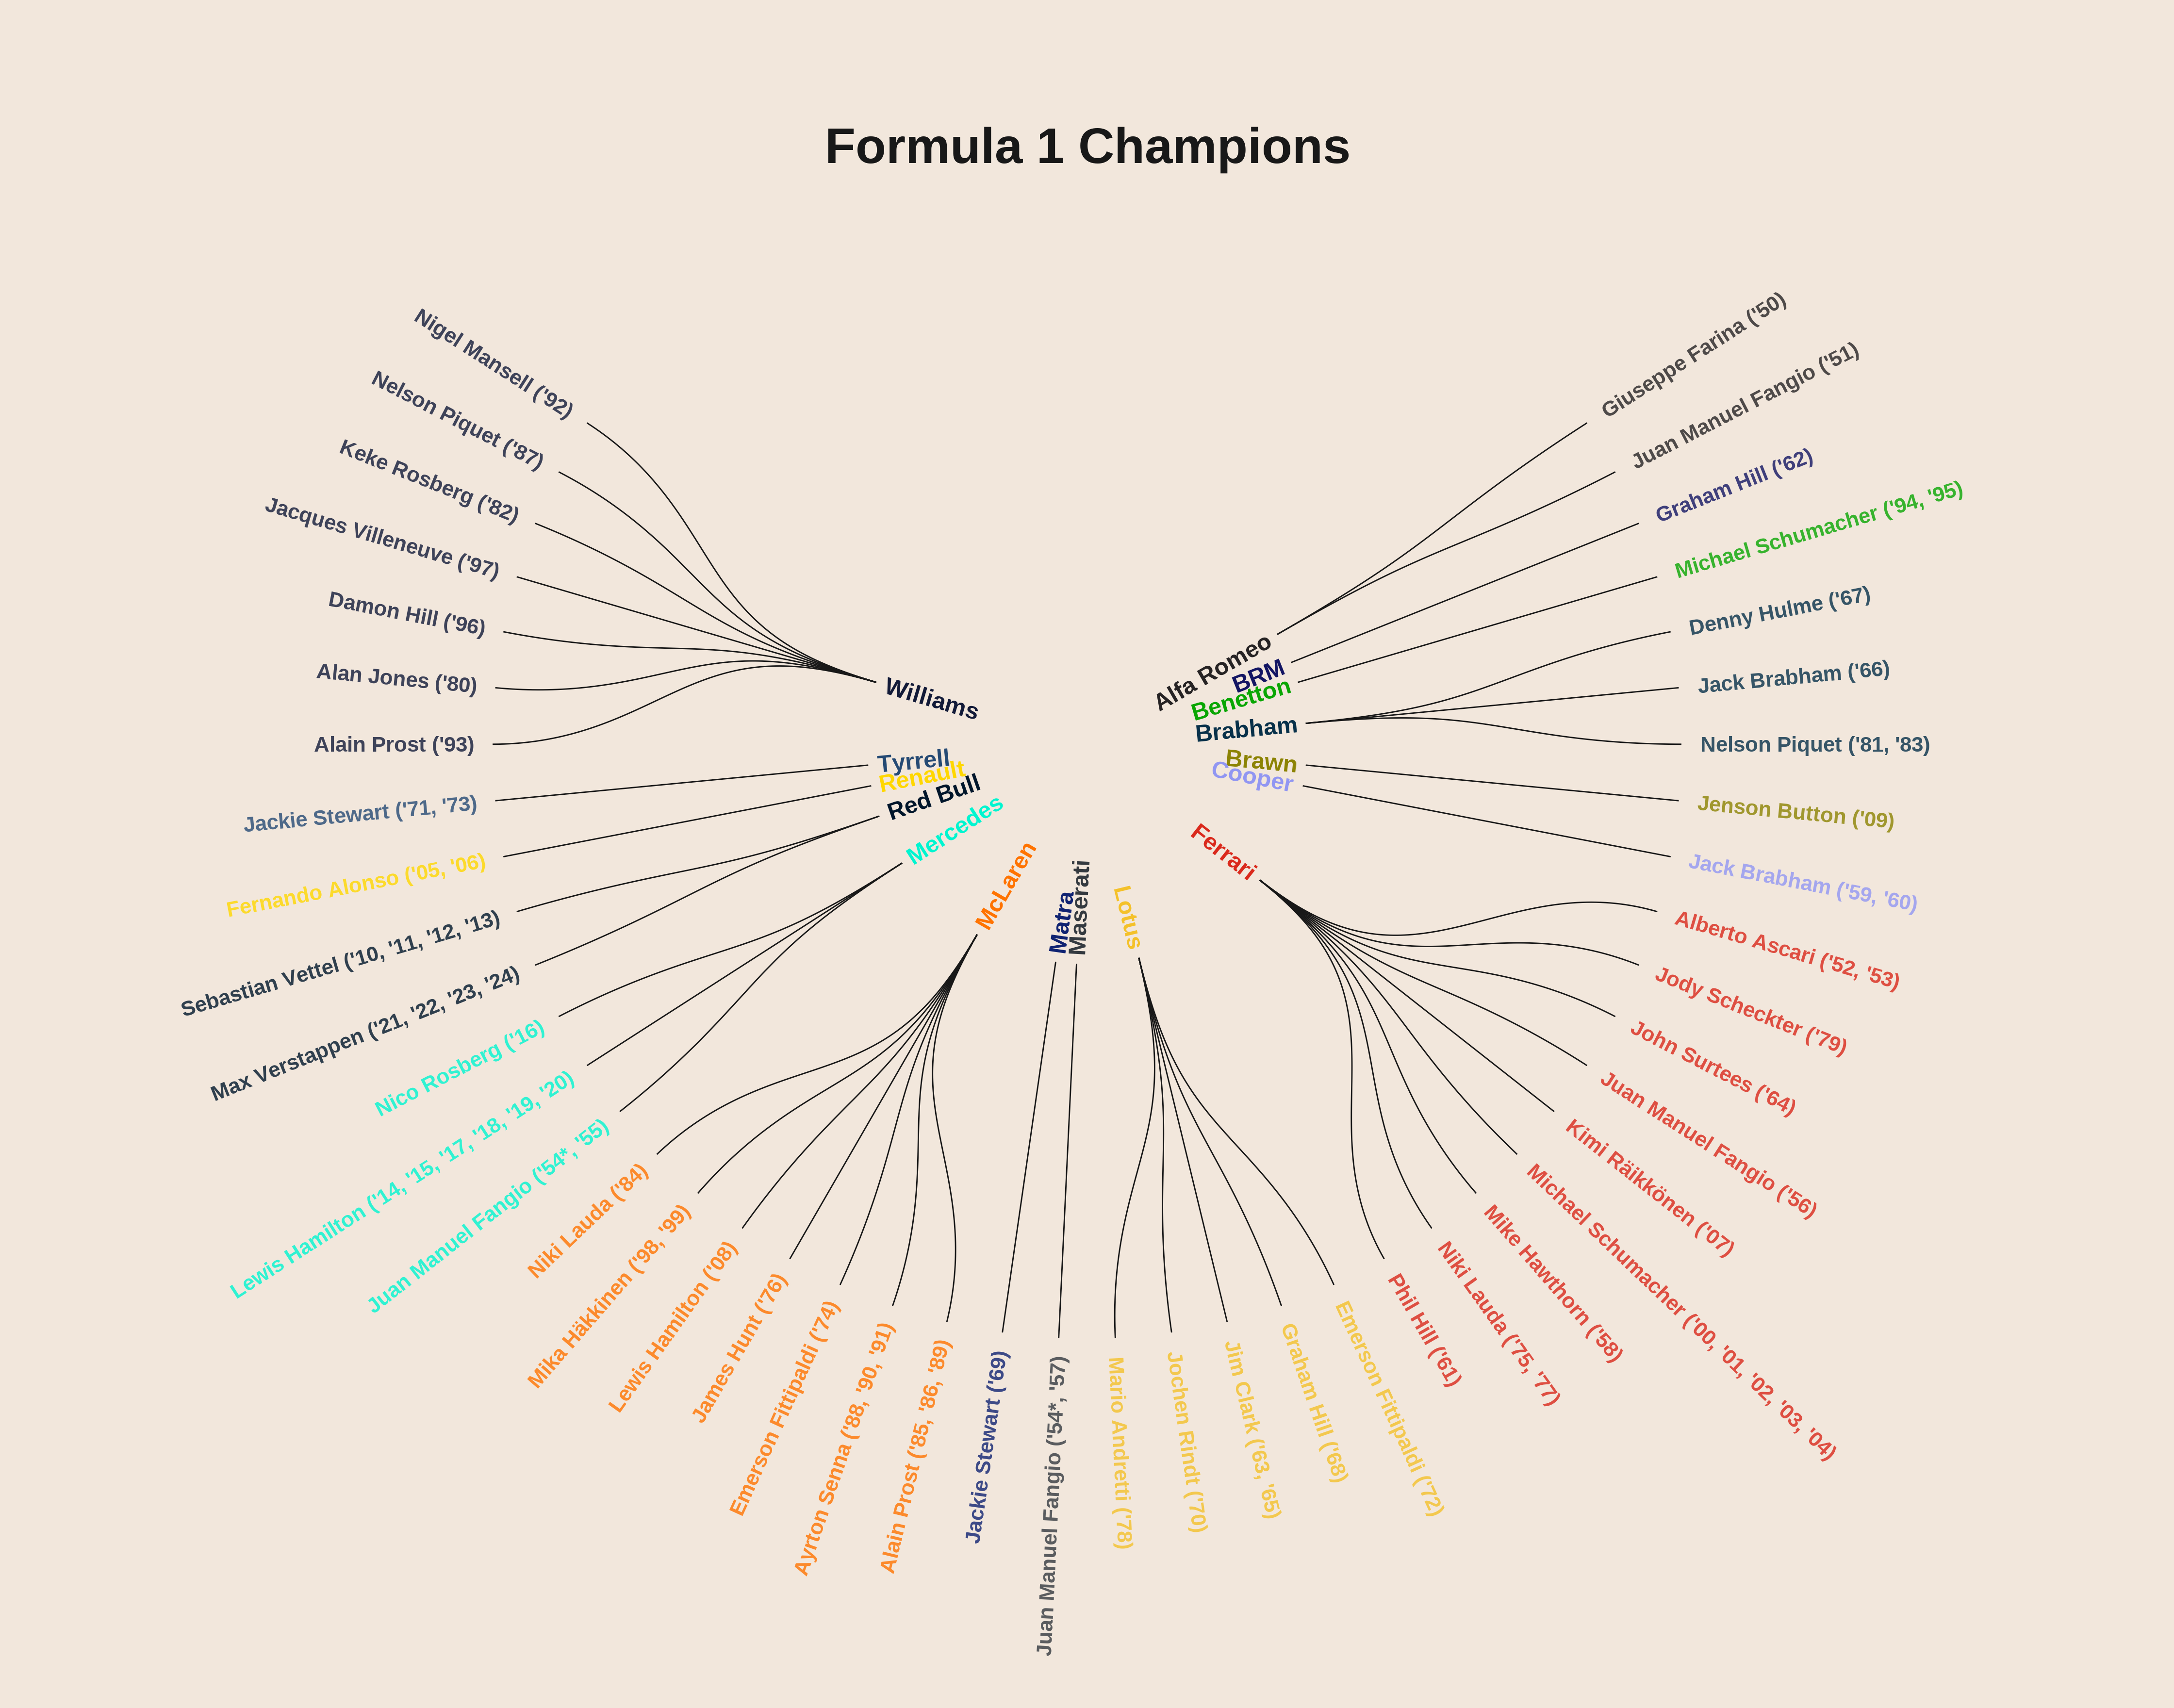 Formula 1 Champions
Alfa Romeo
Giuseppe Farina ('50)
Juan Manuel Fangio ('51)
BRM
Graham Hill ('62)
Benetton
Michael Schumacher ('94, '95)
Brabham
Denny Hulme ('67)
Jack Brabham ('66)
Nelson Piquet ('81, '83)
Brawn
Jenson Button ('09)
Cooper
Jack Brabham ('59, '60)
Ferrari
Alberto Ascari ('52, '53)
Jody Scheckter ('79)
John Surtees ('64)
Juan Manuel Fangio ('56)
Kimi Räikkönen ('07)
Michael Schumacher ('00, '01, '02, '03, '04)
Mike Hawthorn ('58)
Niki Lauda ('75, '77)
Phil Hill ('61)
Lotus
Emerson Fittipaldi ('72)
Graham Hill ('68)
Jim Clark ('63, '65)
Jochen Rindt ('70)
Mario Andretti ('78)
Maserati
Juan Manuel Fangio ('54*, '57)
Matra
Jackie Stewart ('69)
McLaren
Alain Prost ('85, '86, '89)
Ayrton Senna ('88, '90, '91)
Emerson Fittipaldi ('74)
James Hunt ('76)
Lewis Hamilton ('08)
Mika Häkkinen ('98, '99)
Niki Lauda ('84)
Mercedes
Juan Manuel Fangio ('54*, '55)
Lewis Hamilton ('14, '15, '17, '18, '19, '20)
Nico Rosberg ('16)
Red Bull
Max Verstappen ('21, '22, '23, '24)
Sebastian Vettel ('10, '11, '12, '13)
Renault
Fernando Alonso ('05, '06)
Tyrrell
Jackie Stewart ('71, '73)
Williams
Alain Prost ('93)
Alan Jones ('80)
Damon Hill ('96)
Jacques Villeneuve ('97)
Keke Rosberg ('82)
Nelson Piquet ('87)
Nigel Mansell ('92)